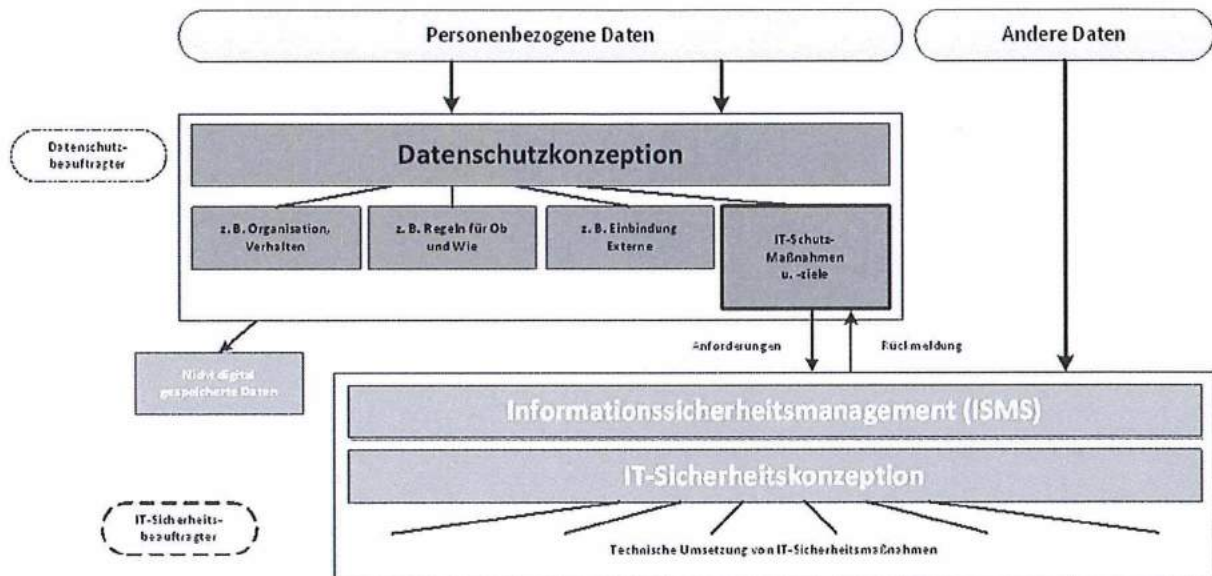 Personenbezogene Daten
Andere Daten
Datenschutz-
beauftragter
Datenschutzkonzeption
z. B. Organisation,
Verhalten
z. B. Regeln für Ob
und Wie
z. B. Einbindung
Externe
IT-Schutz-
Maßnahmen
u. -ziele
Anforderungen
Rückmeldung
Nicht digital
gespeicherte Daten
Informationssicherheitsmanagement (ISMS)
IT-Sicherheitskonzeption
IT-Sicherheits-
beauftragter
Technische Umsetzung von IT-Sicherheitsmaßnahmen